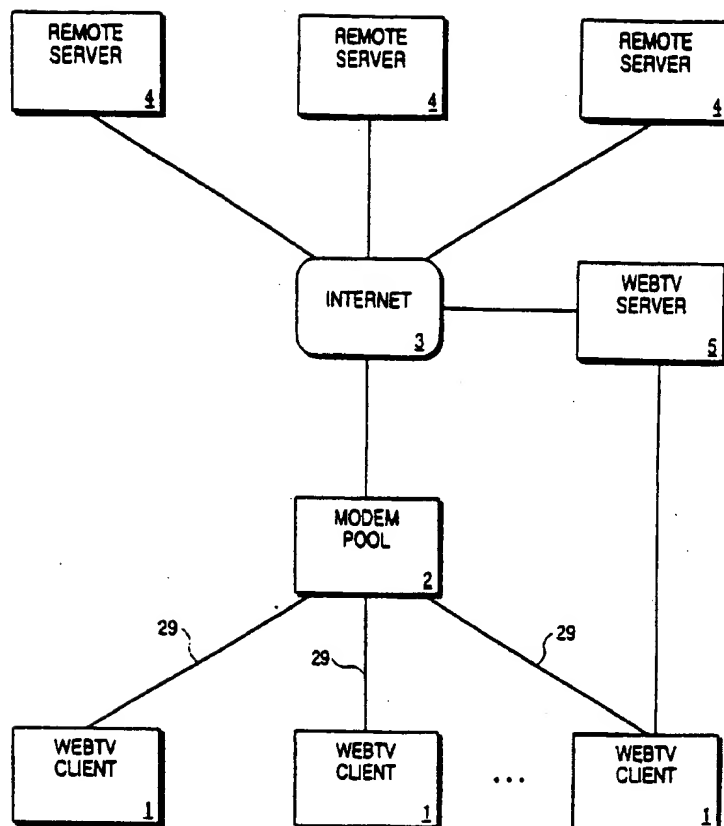 REMOTE
SERVER
4
REMOTE
SERVER
4
REMOTE
SERVER
4
INTERNET
3
WEBTV
SERVER
5
MODEM
POOL
2
29
29
29
WEBTV
CLIENT
1
WEBTV
CLIENT
1
...
WEBTV
CLIENT
1